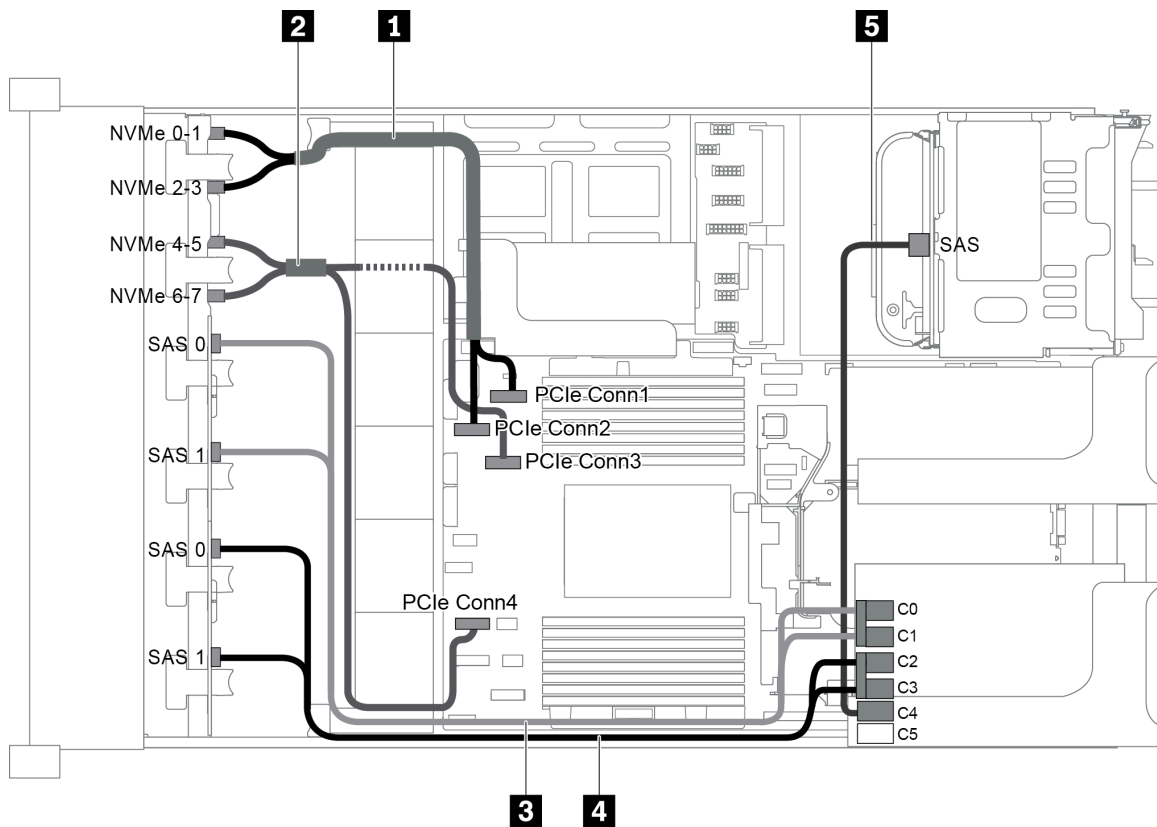 2
1
5
NVMe 0-1
NVMe 2-3
NVMe 4-5
SAS
NVMe 6-7
SAS 0
PCIe Conn1
PCIe Conn2
SAS 1
PCIe Conn3
SAS 0
PCIe Conn4
C0
C1
SAS 1
C2
C3
C4
C5
3
4